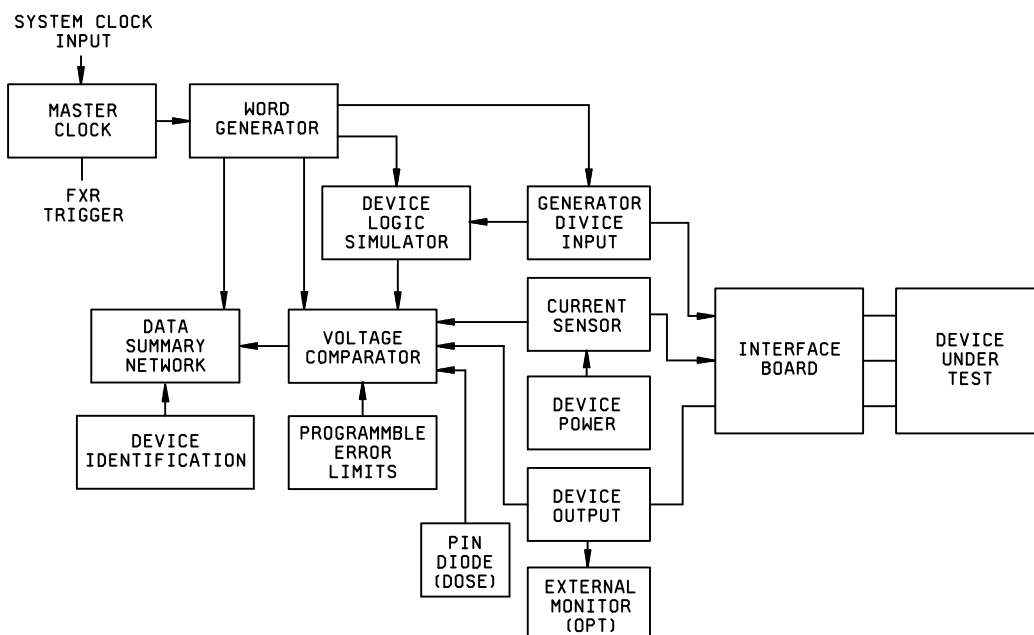 SYSTEM CLOCK
INPUT
MASTER
CLOCK
FXR
TRIGGER
WORD
GENERATOR
DEVICE
LOGIC
SIMULATOR
GENERATOR
DIVICE
INPUT
DATA
SUMMARY
NETWORK
VOLTAGE
COMPARATOR
CURRENT
SENSOR
INTERFACE
BOARD
DEVICE
UNDER
TEST
DEVICE
IDENTIFICATION
PROGRAMMBLE
ERROR
LIMITS
DEVICE
POWER
DEVICE
OUTPUT
PIN
DIODE
(DOSE)
EXTERNAL
MONITOR
(OPT)